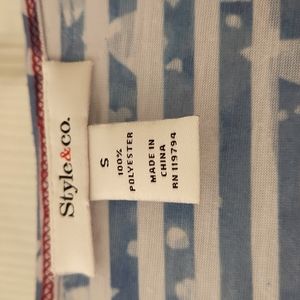 Style&co.
S
100%
POLYESTER
MADE IN
CHINA
RN 119794